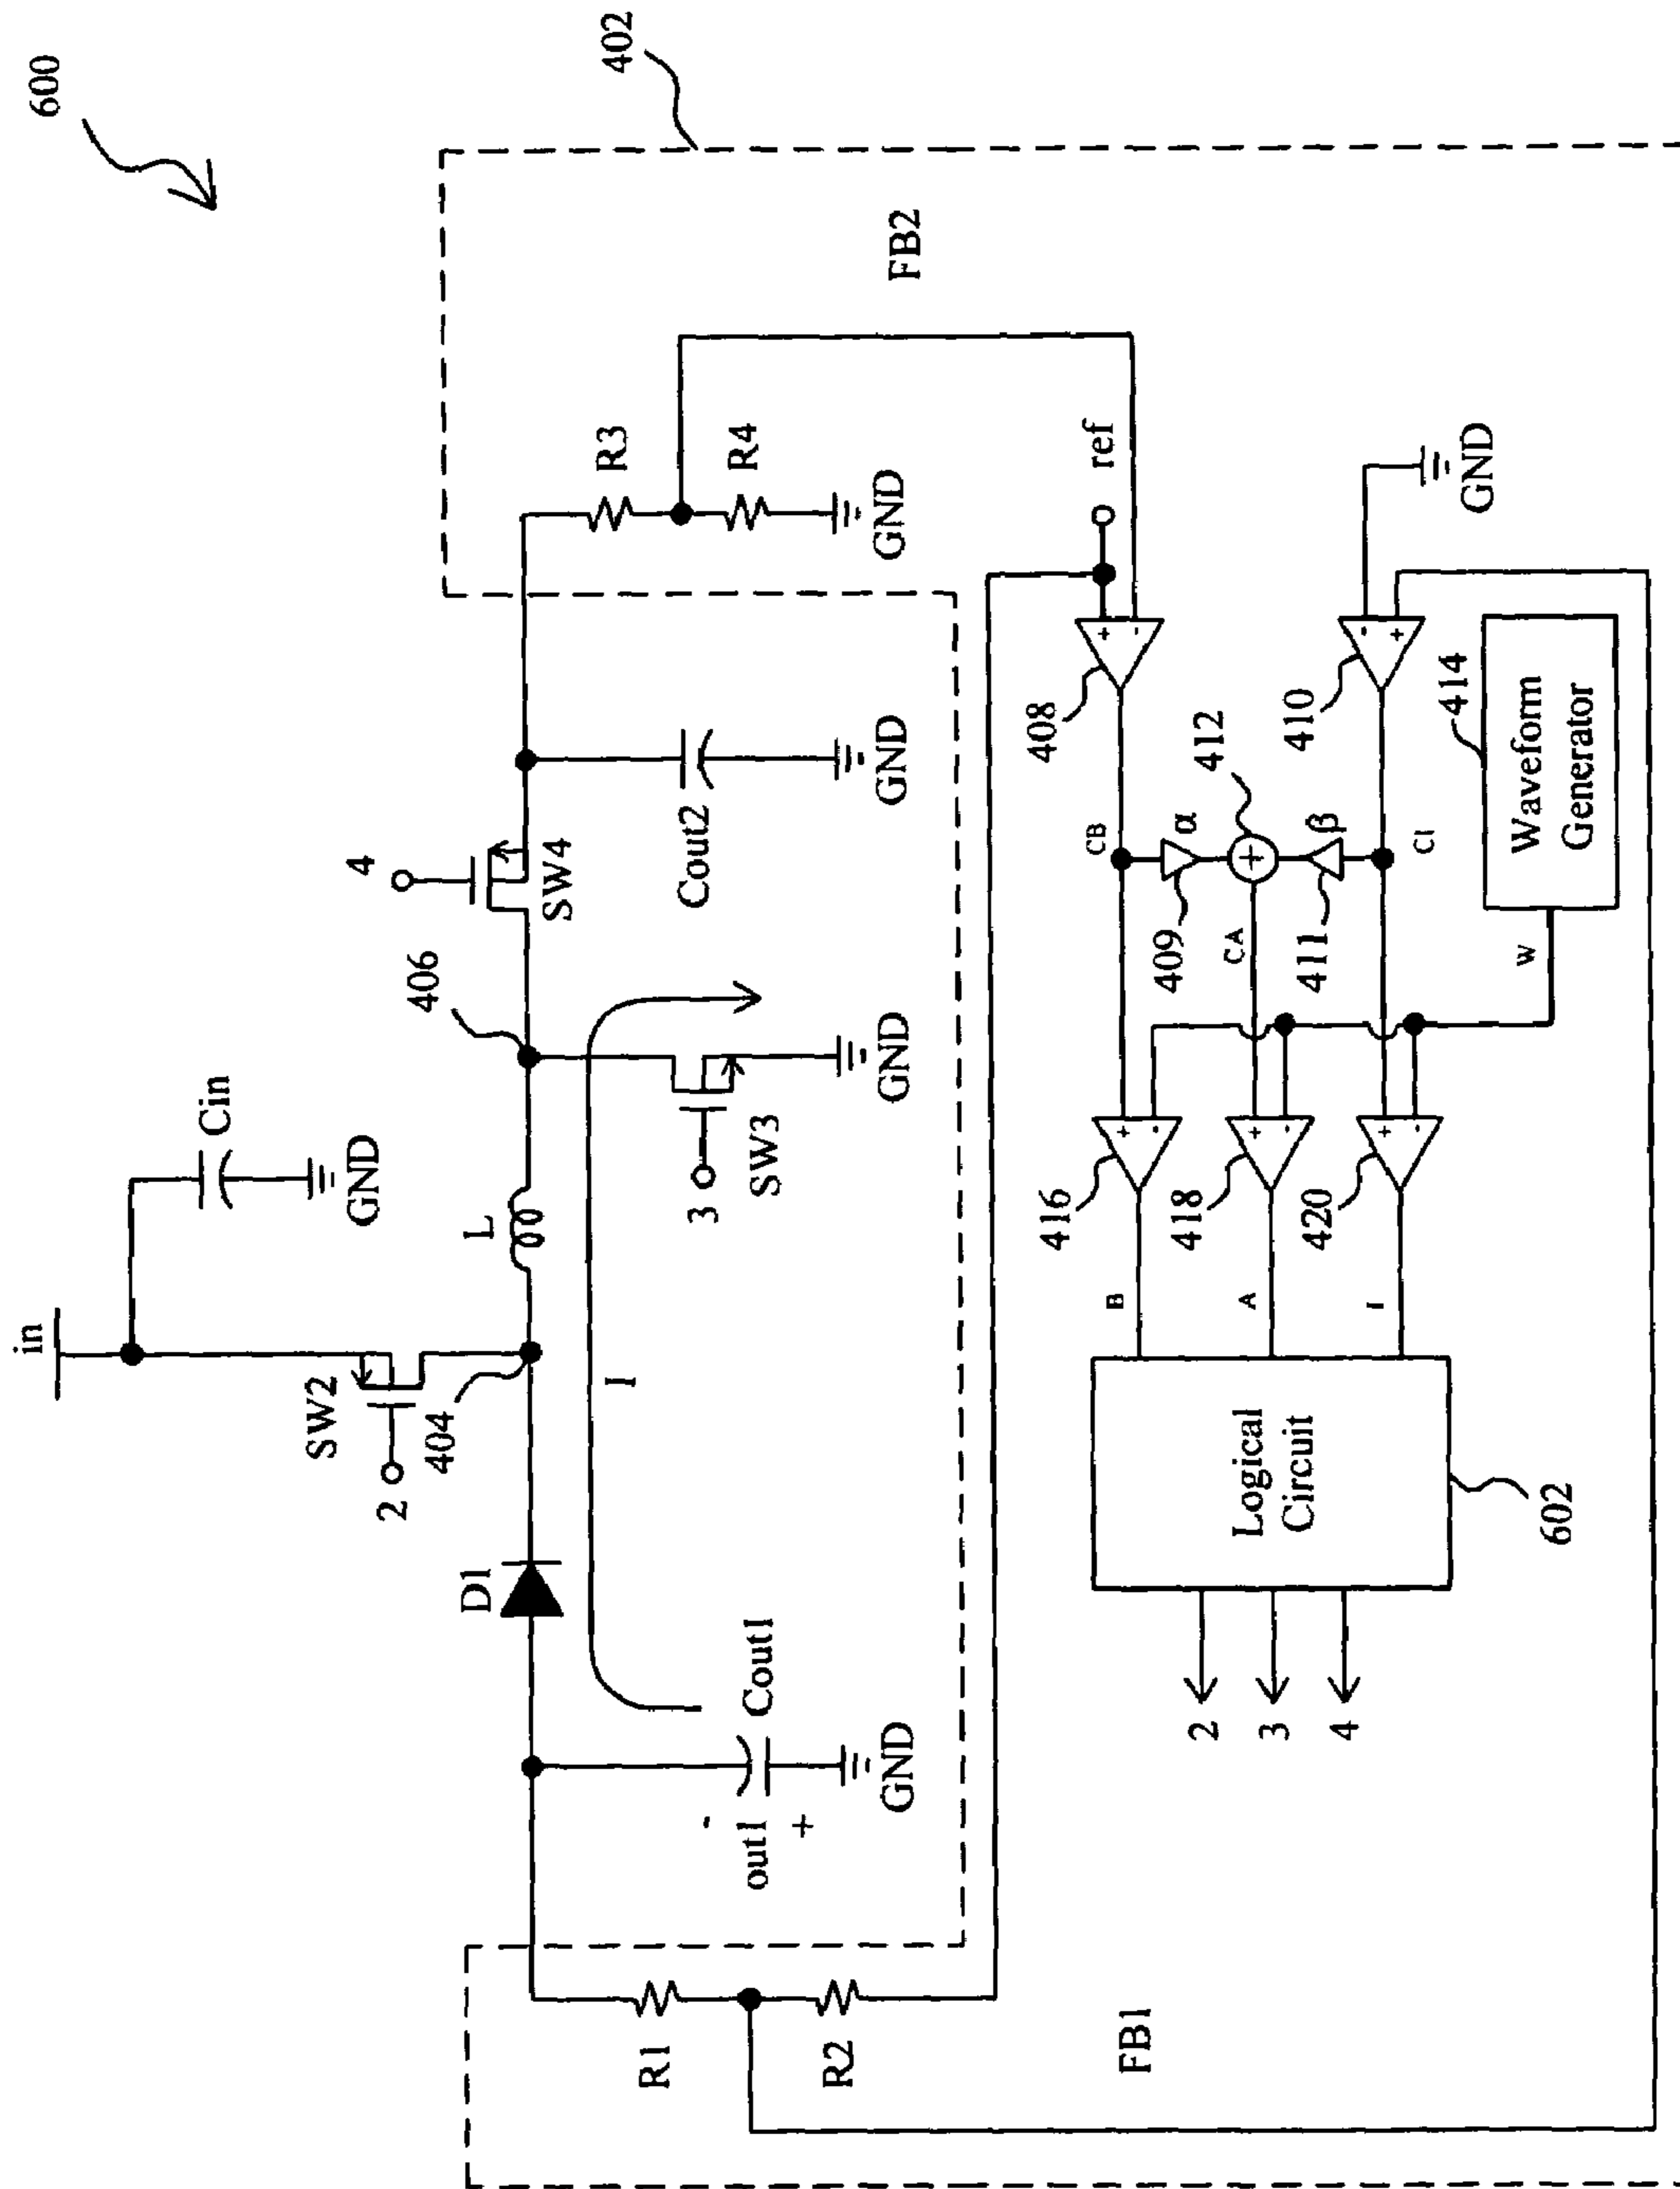 600
402
in
Cin
GND
SW2
2
404
L
406
4
SW4
D1
I
3
SW3
GND
Cout2
GND
R3
R4
GND
FB2
-
out1
+
Cout1
GND
R1
R2
FB1
ref
+
-
408
CB
409
α
412
CA
411
β
CI
410
-
+
GND
414
Waveform
Generator
W
416
+
-
418
+
-
420
+
-
B
A
I
Logical
Circuit
602
2
3
4